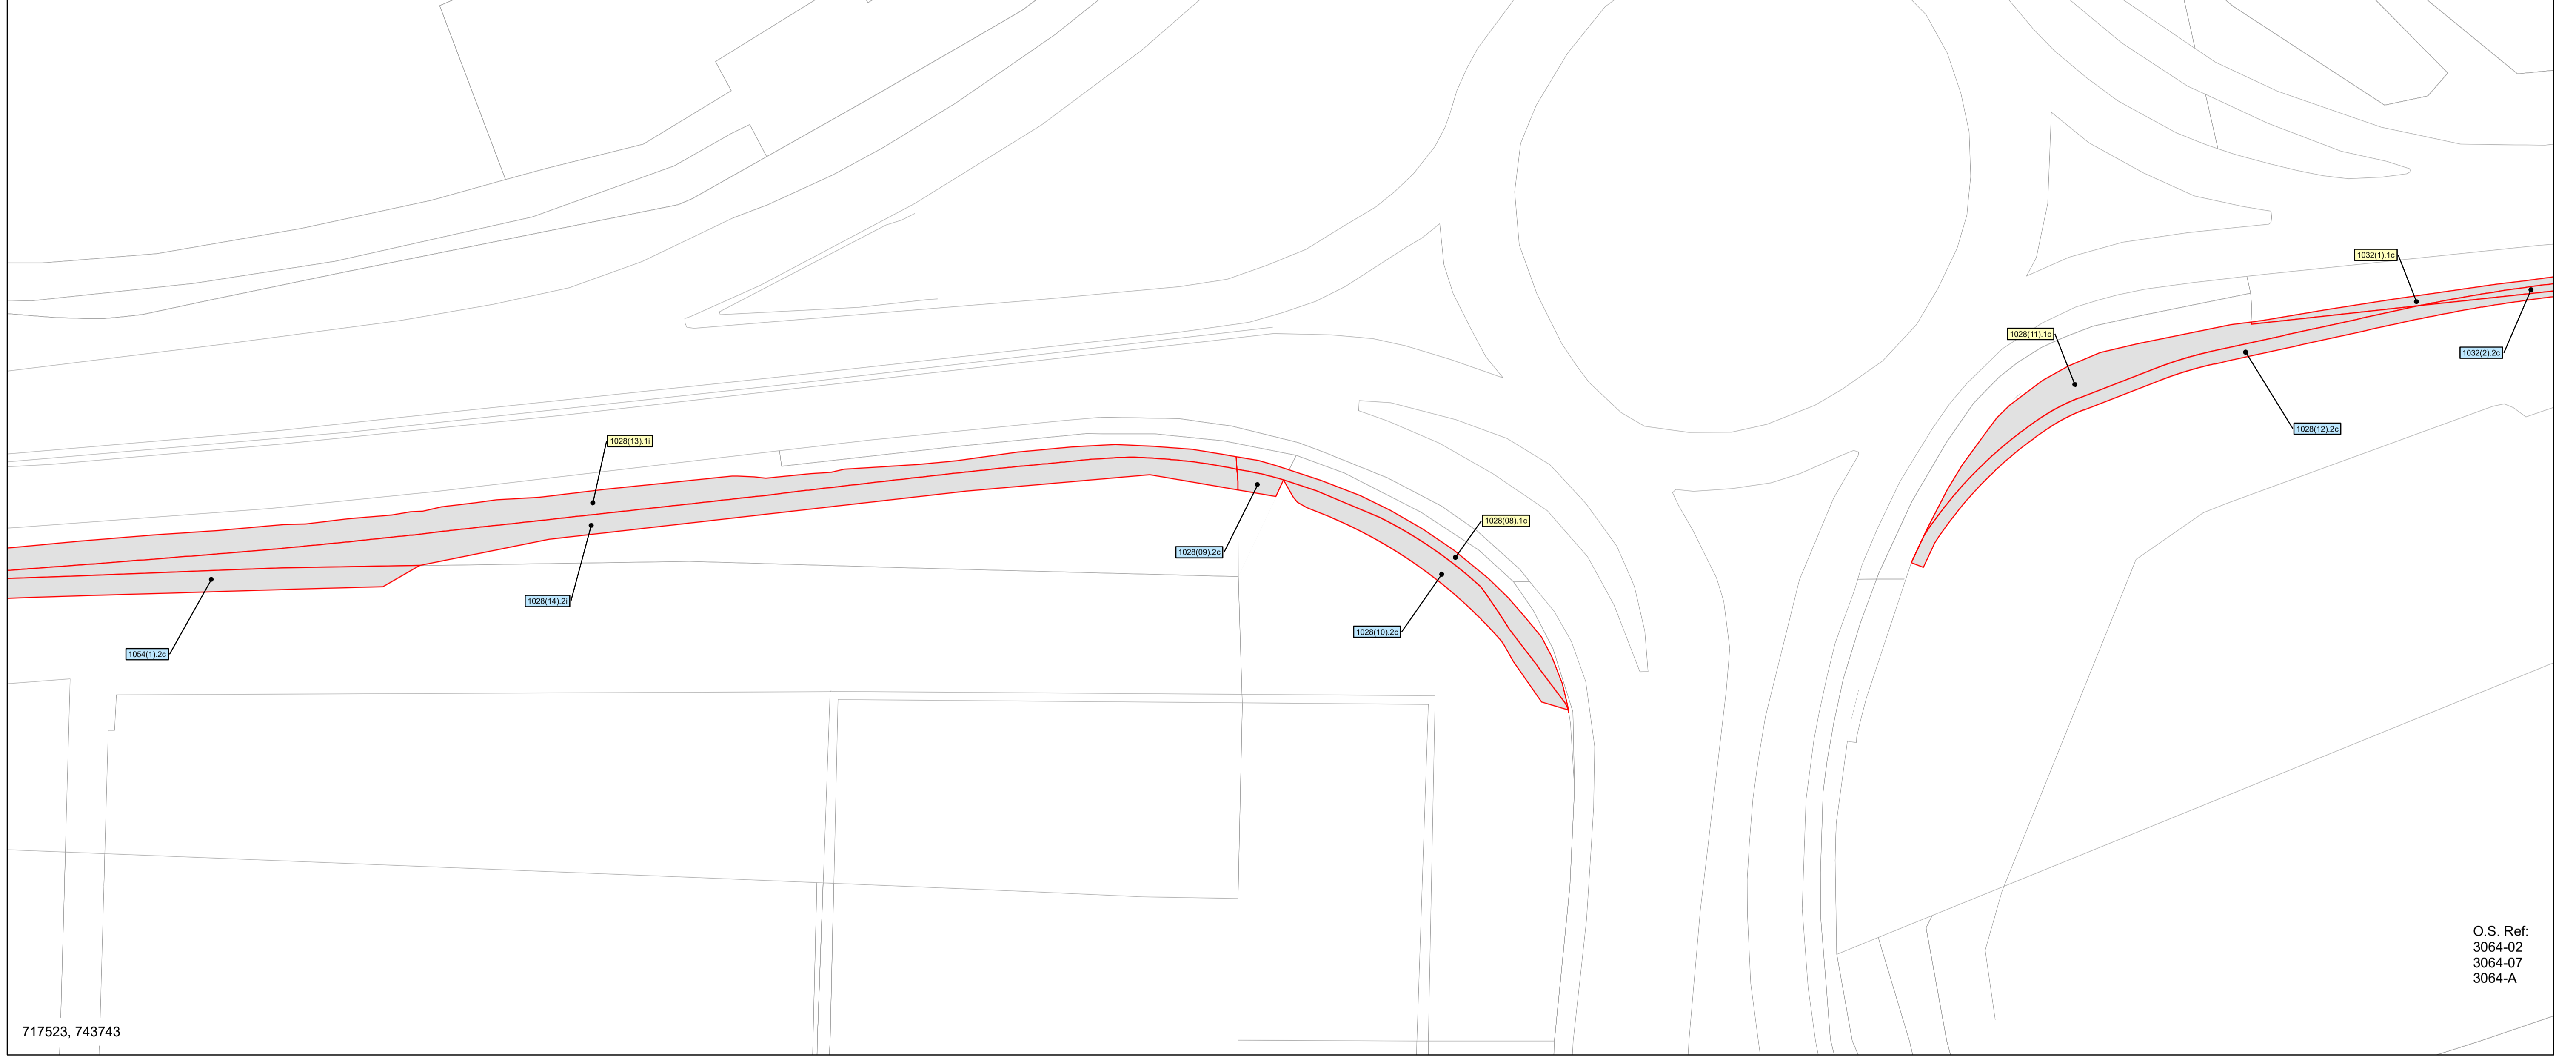 1032(1).1c
1028(11).1c
1032(2).2c
1028(12).2c
1028(13).1i
1028(08).1c
1028(09).2c
1028(14).2i
1028(10).2c
1054(1).2c
O.S. Ref:
3064-02
3064-07
3064-A
717523, 743743